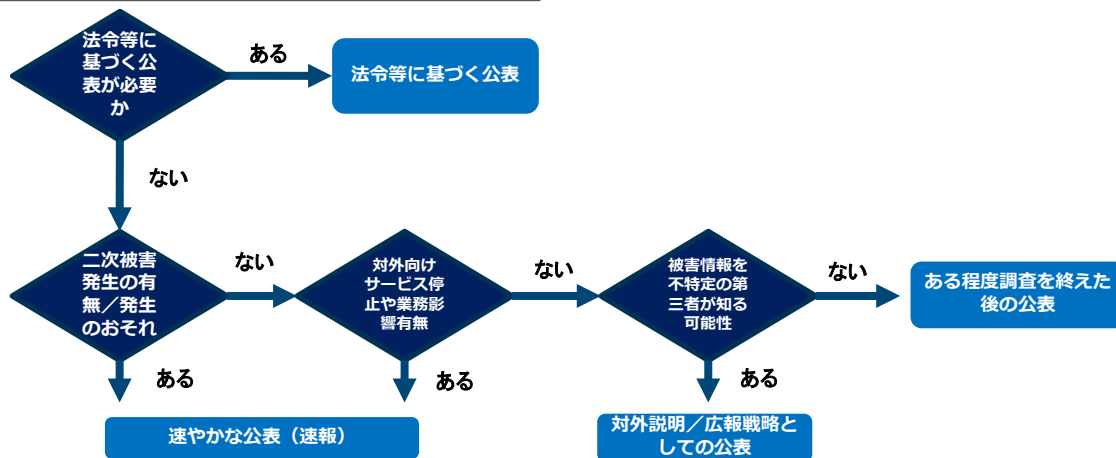 法令等に
基づく公
表が必要
か
ある
法令等に基づく公表
ない
二次被害
発生の有
無／発生
のおそれ
ない
対外向け
サービス停
止や業務影
響有無
ない
被害情報を
不特定の第
三者が知る
可能性
ない
ある程度調査を終えた
後の公表
ある
ある
ある
速やかな公表（速報）
対外説明／広報戦略と
しての公表